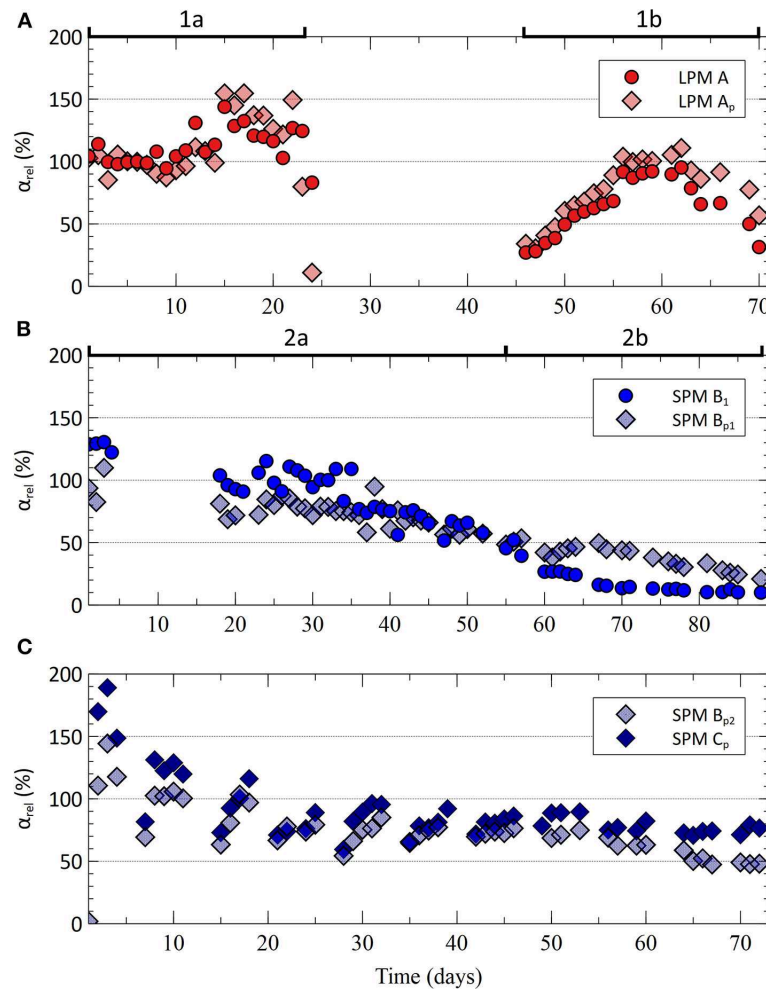 A
1a
1b
200
150
100
50
0
α_rel (%)
LPM A
LPM A_p
10 20 30 40 50 60 70
B
2a
2b
200
150
100
50
0
α_rel (%)
SPM B_1
SPM B_p1
10 20 30 40 50 60 70 80
C
200
150
100
50
0
α_rel (%)
SPM B_p2
SPM C_p
10 20 30 40 50 60 70
Time (days)